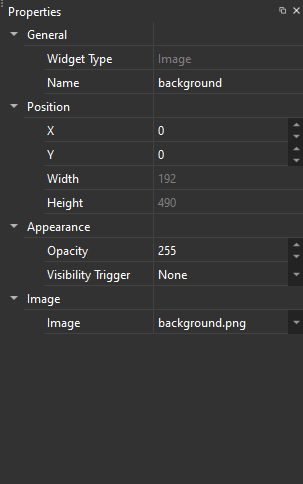 Properties
General
Widget Type Image
Name background
Position
X 0
Y 0
Width 192
Height 490
Appearance
Opacity 255
Visibility Trigger None
Image
Image background.png